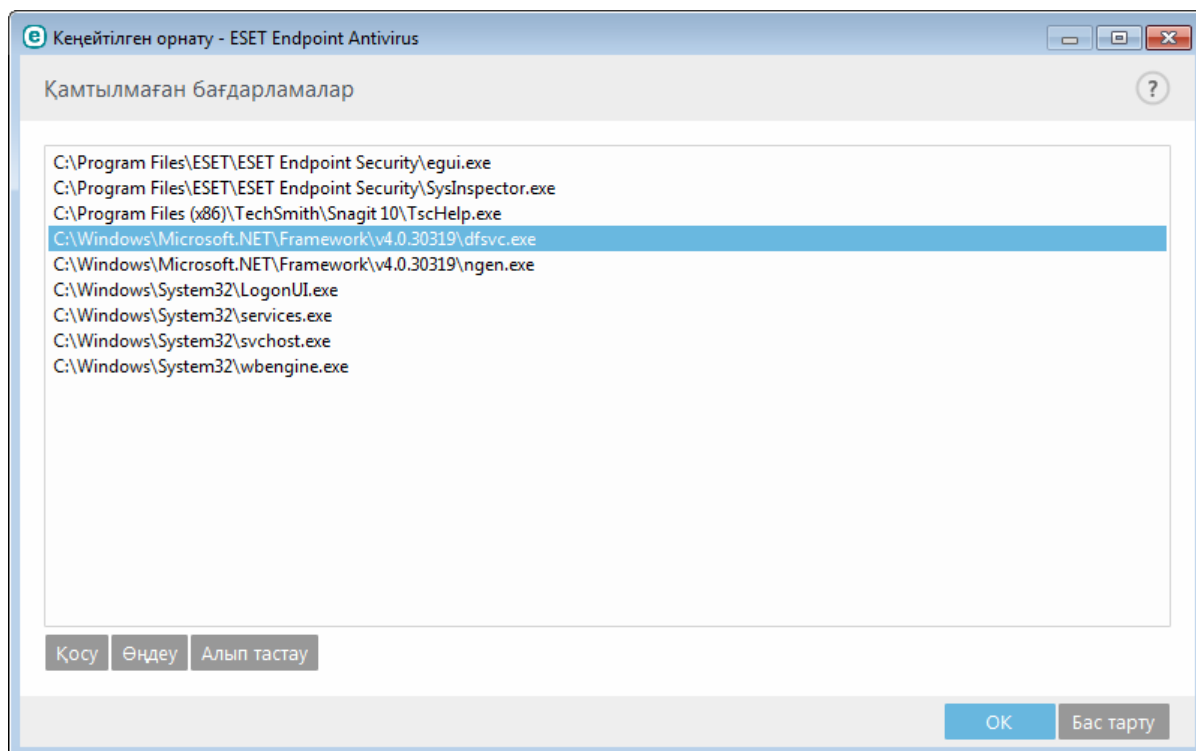 Кеңейтілген орнату - ESET Endpoint Antivirus
Қамтылмаған бағдарламалар
?
C:\Program Files\ESET\ESET Endpoint Security\egui.exe
C:\Program Files\ESET\ESET Endpoint Security\SysInspector.exe
C:\Program Files (x86)\TechSmith\Snagit 10\TscHelp.exe
C:\Windows\Microsoft.NET\Framework\v4.0.30319\dfsvc.exe
C:\Windows\Microsoft.NET\Framework\v4.0.30319\ngen.exe
C:\Windows\System32\LogonUI.exe
C:\Windows\System32\services.exe
C:\Windows\System32\svchost.exe
C:\Windows\System32\wbengine.exe
Қосу Өңдеу Алып тастау
ОК Бас тарту